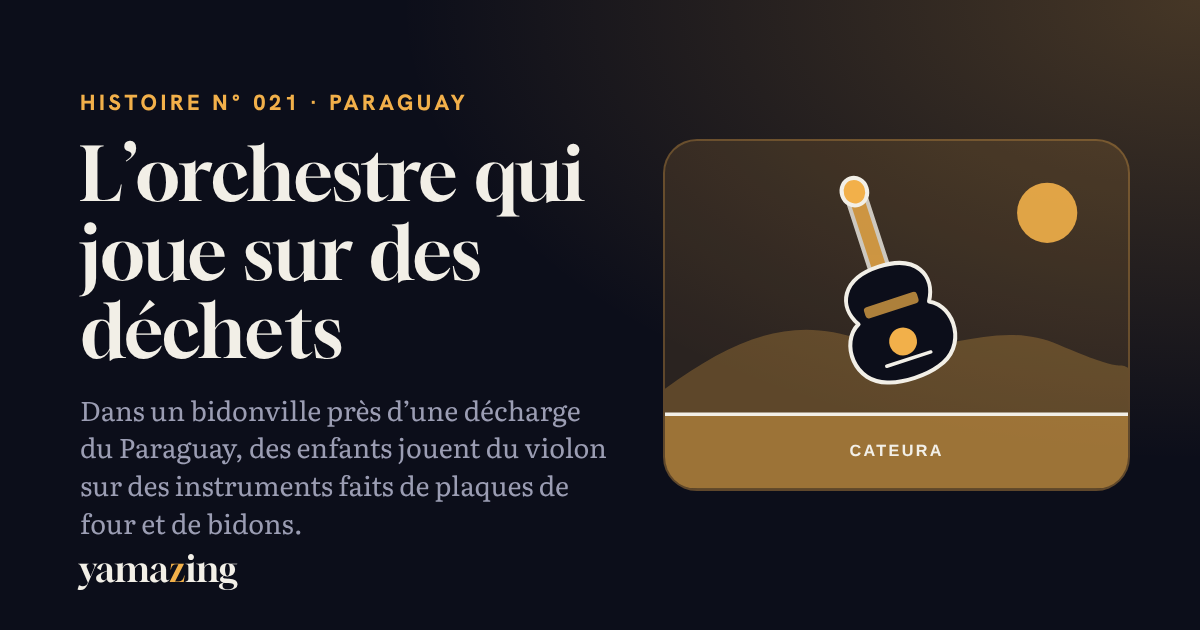 HISTOIRE N° 021 · PARAGUAY
L’orchestre qui
joue sur des
déchets
Dans un bidonville près d’une décharge
du Paraguay, des enfants jouent du violon
sur des instruments faits de plaques de
four et de bidons.
yamazing
CATEURA